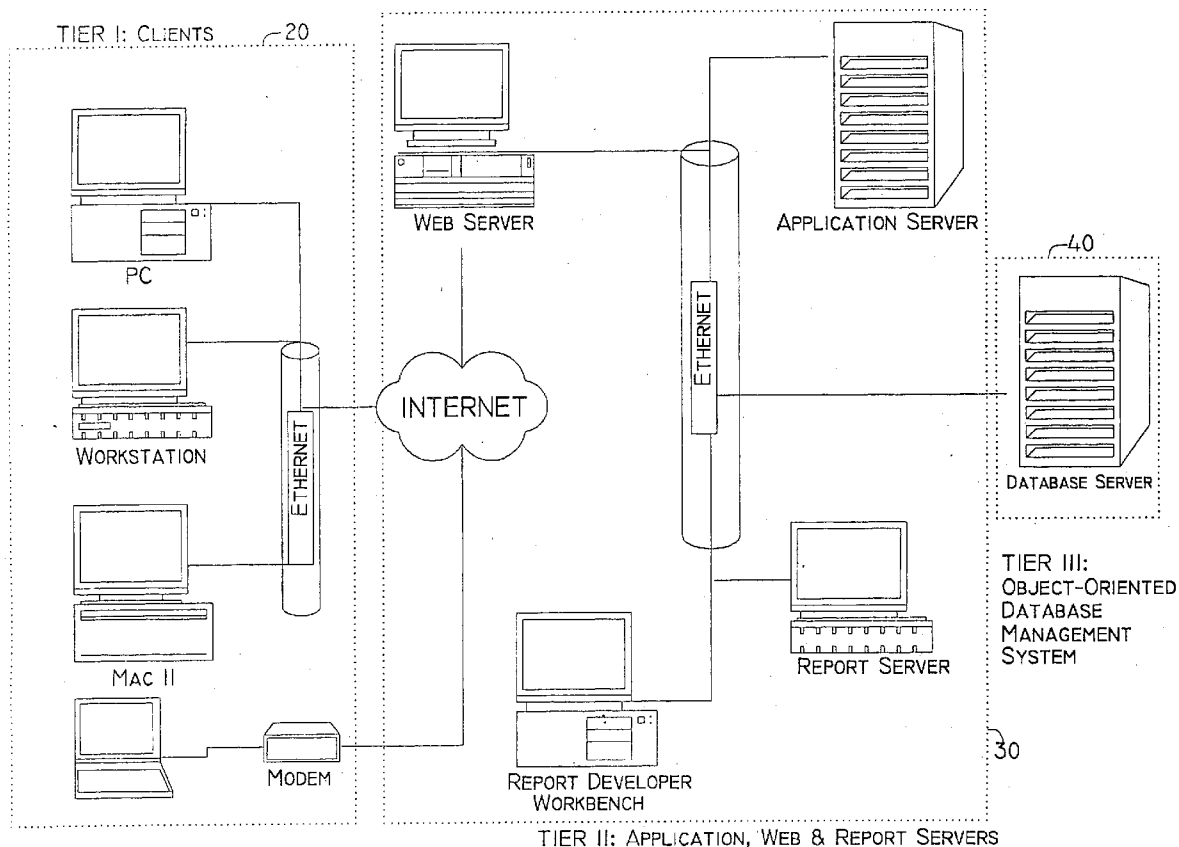 TIER I: CLIENTS
20
PC
WORKSTATION
MAC II
ETHERNET
MODEM
INTERNET
WEB SERVER
ETHERNET
APPLICATION SERVER
REPORT SERVER
REPORT DEVELOPER
WORKBENCH
30
TIER II: APPLICATION, WEB & REPORT SERVERS
40
DATABASE SERVER
TIER III:
OBJECT-ORIENTED
DATABASE
MANAGEMENT
SYSTEM